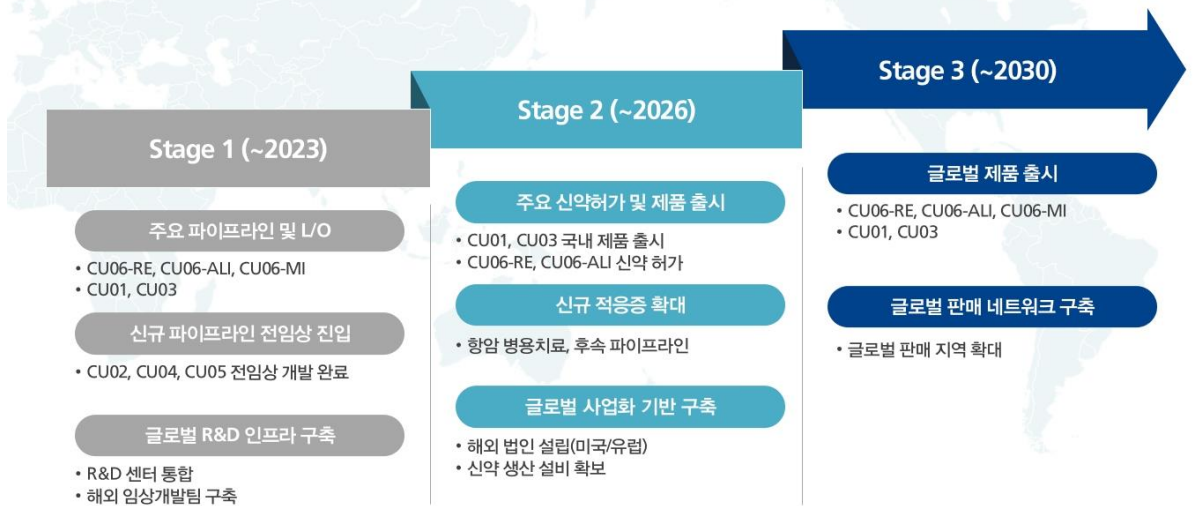 Stage 1 (~2023)
주요 파이프라인 및 L/O
• CU06-RE, CU06-ALI, CU06-MI
• CU01, CU03
신규 파이프라인 전임상 진입
• CU02, CU04, CU05 전임상 개발 완료
글로벌 R&D 인프라 구축
• R&D 센터 통합
• 해외 임상개발팀 구축
Stage 2 (~2026)
주요 신약허가 및 제품 출시
• CU01, CU03 국내 제품 출시
• CU06-RE, CU06-ALI 신약 허가
신규 적응증 확대
• 항암 병용치료, 후속 파이프라인
글로벌 사업화 기반 구축
• 해외 법인 설립(미국/유럽)
• 신약 생산 설비 확보
Stage 3 (~2030)
글로벌 제품 출시
• CU06-RE, CU06-ALI, CU06-MI
• CU01, CU03
글로벌 판매 네트워크 구축
• 글로벌 판매 지역 확대